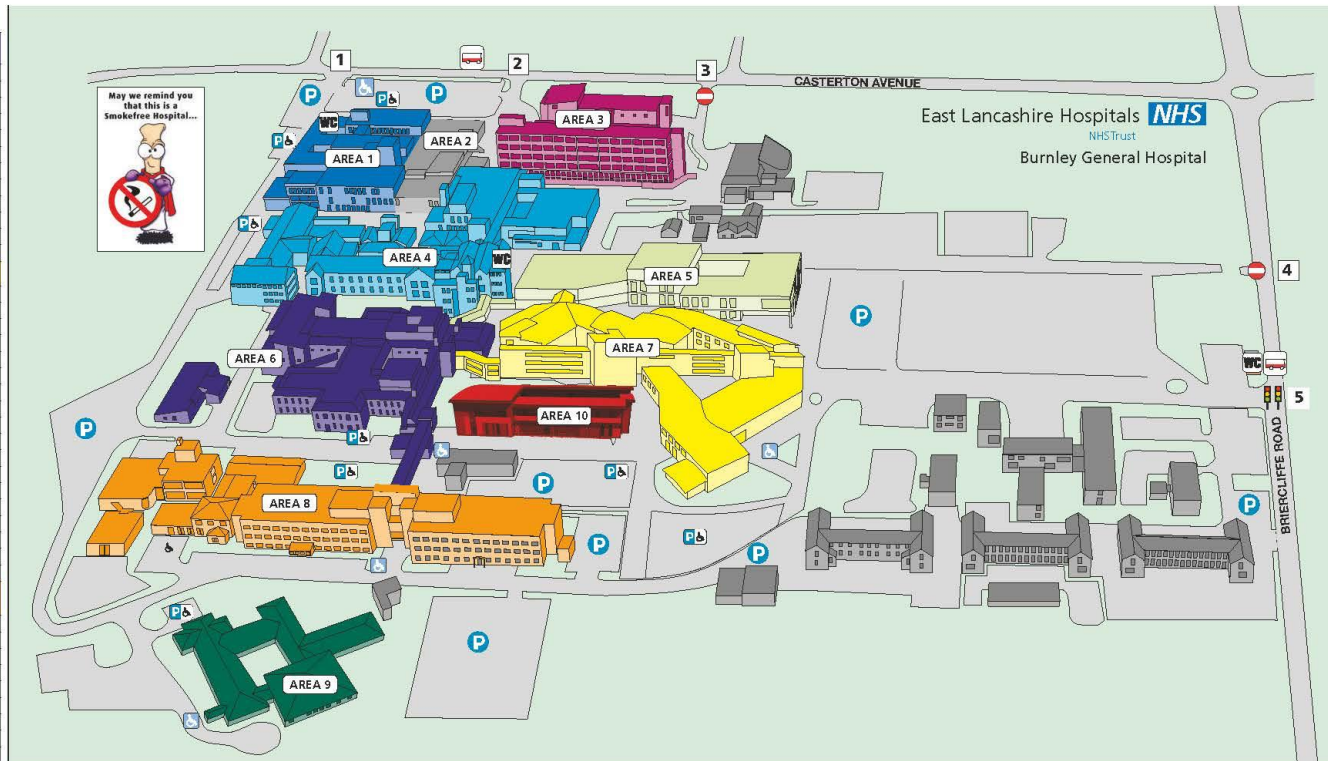 1
2
3
CASTERTON AVENUE
P
P
P
May we remind you
that this is a
Smokefree Hospital...
East Lancashire Hospitals NHS
NHS Trust
Burnley General Hospital
WC
AREA 3
AREA 2
AREA 1
P
P
AREA 4
WC
4
AREA 5
P
AREA 7
AREA 6
WC
5
AREA 10
P
P
BRIERCLIFFE ROAD
P
P
P
AREA 8
P
P
P
P
P
P
P
AREA 9